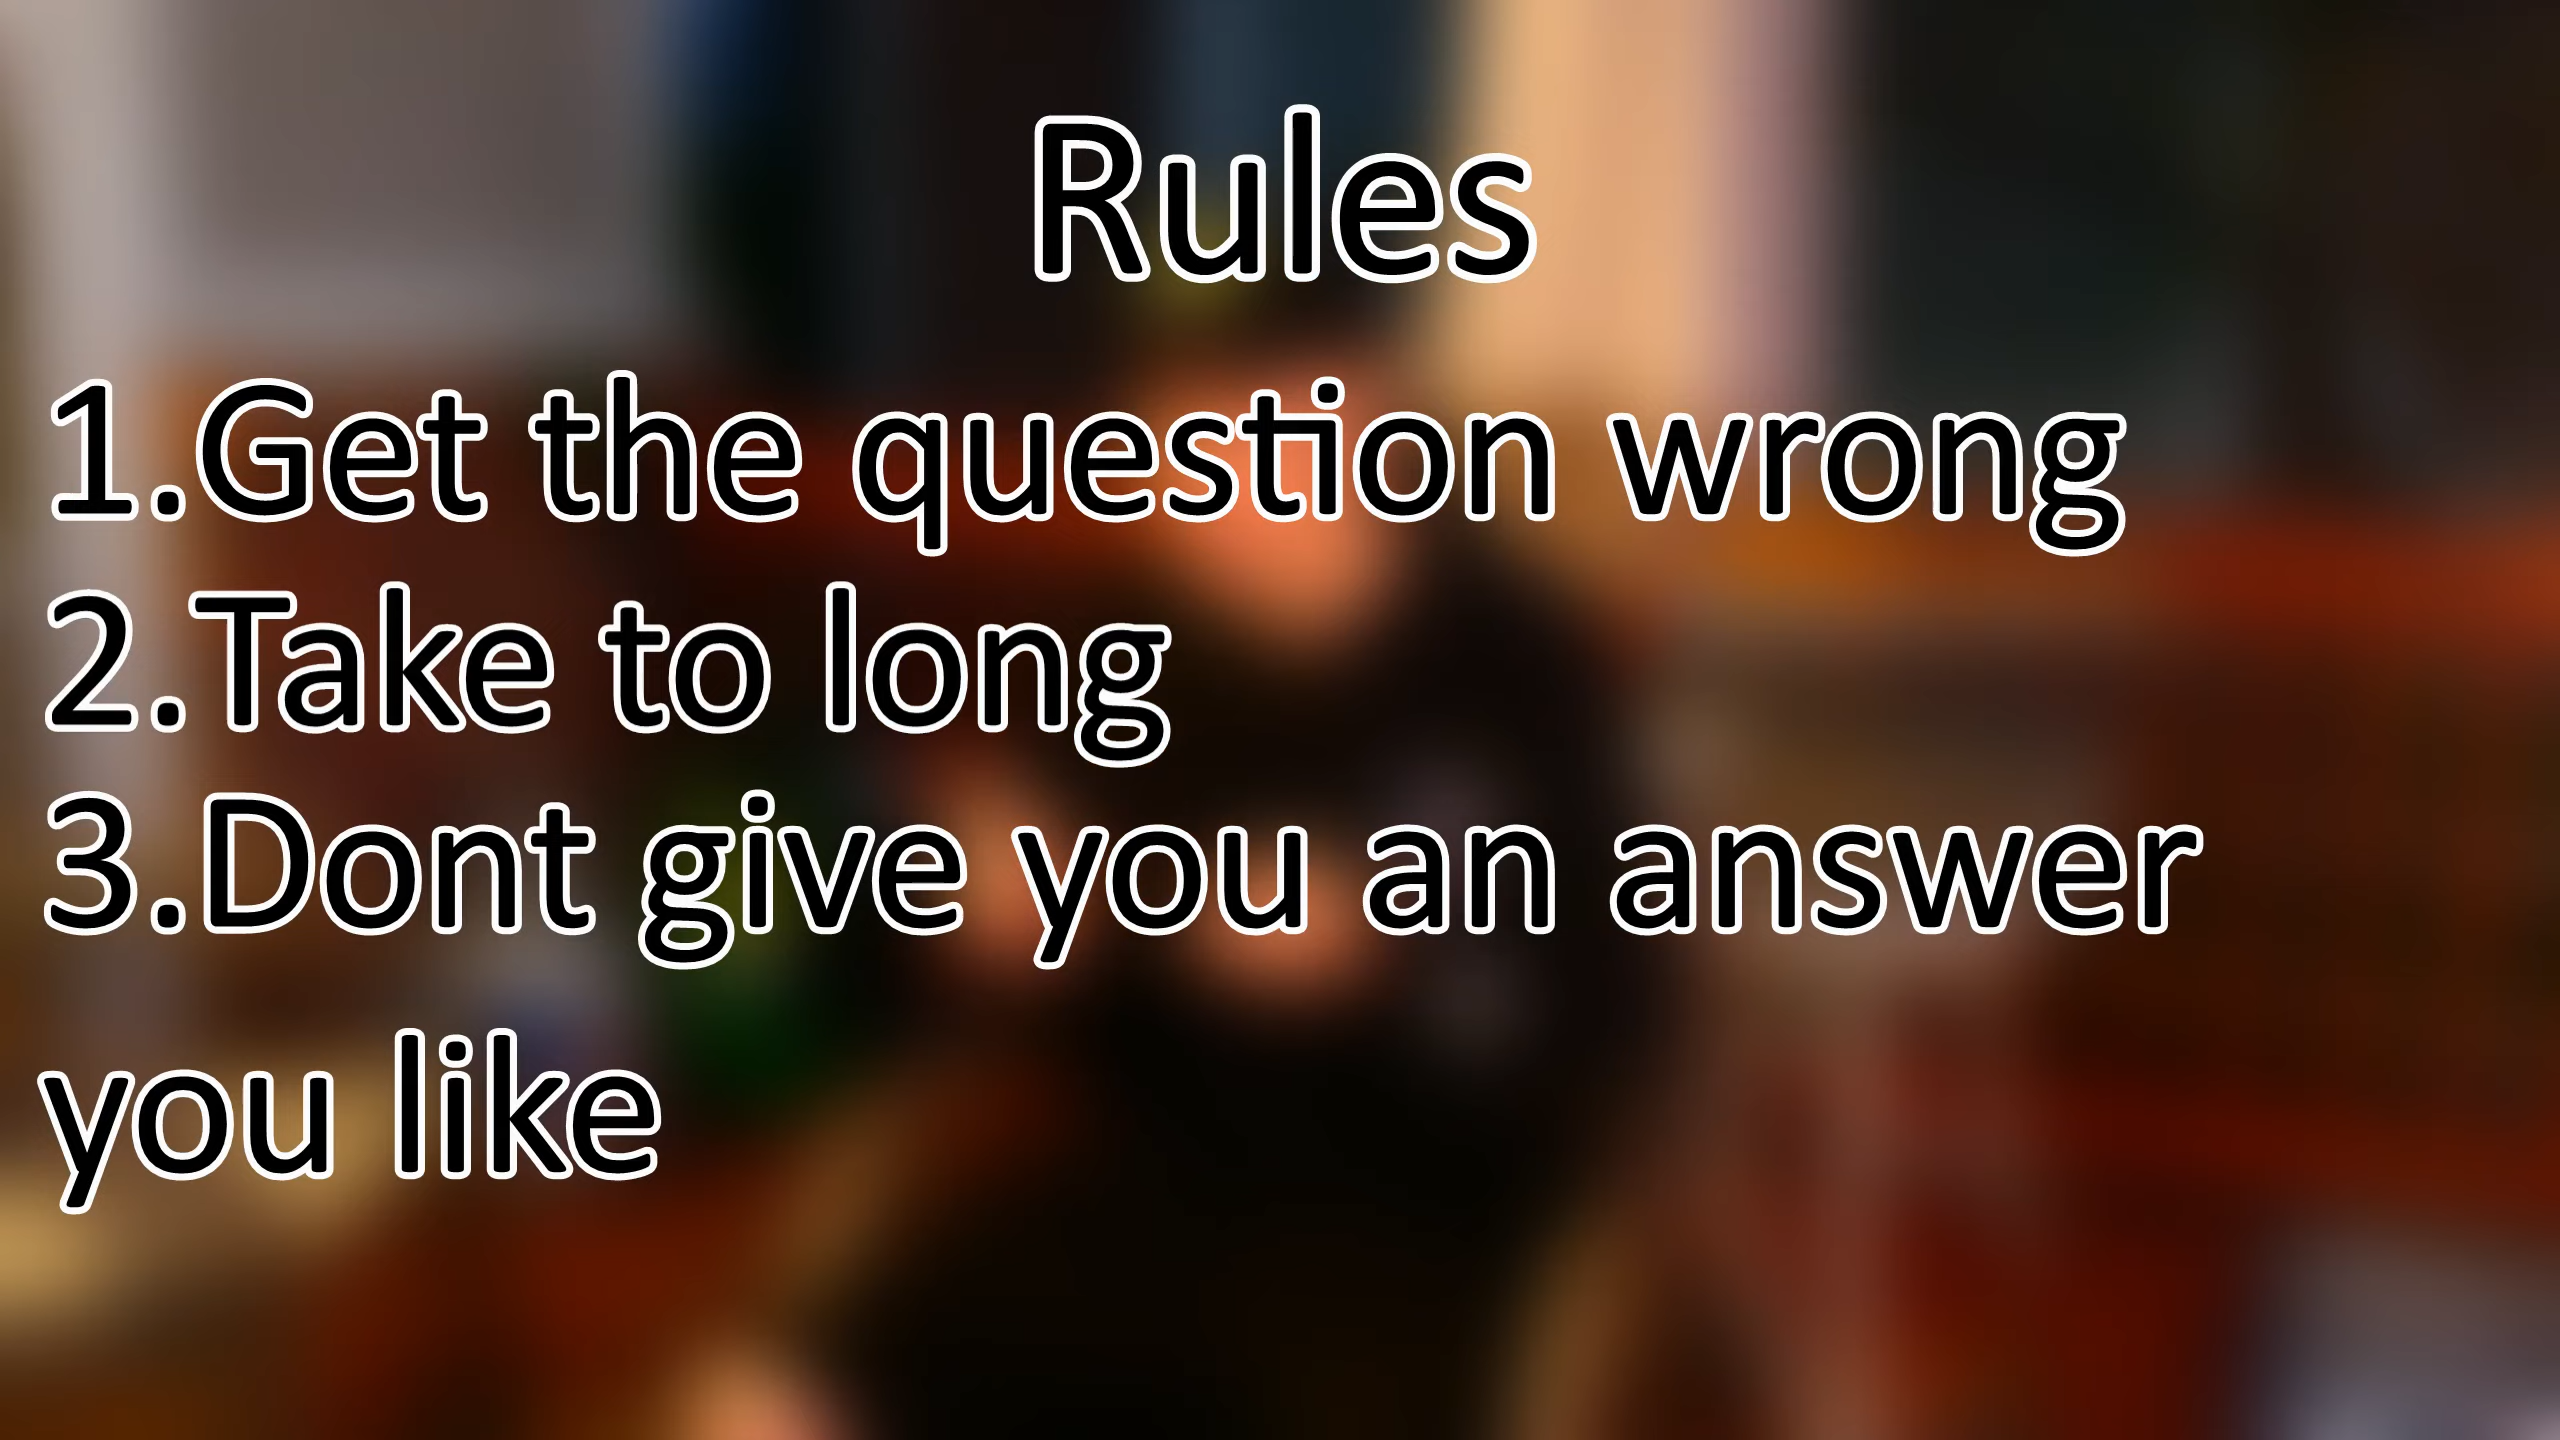 Rules
1.Get the question wrong
2.Take to long
3.Dont give you an answer
you like